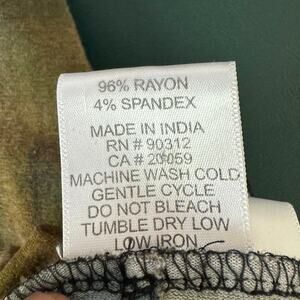 96% RAYON
4% SPANDEX
MADE IN INDIA
RN # 90312
CA # 20059
MACHINE WASH COLD
GENTLE CYCLE
DO NOT BLEACH
TUMBLE DRY LOW
LOW IRON